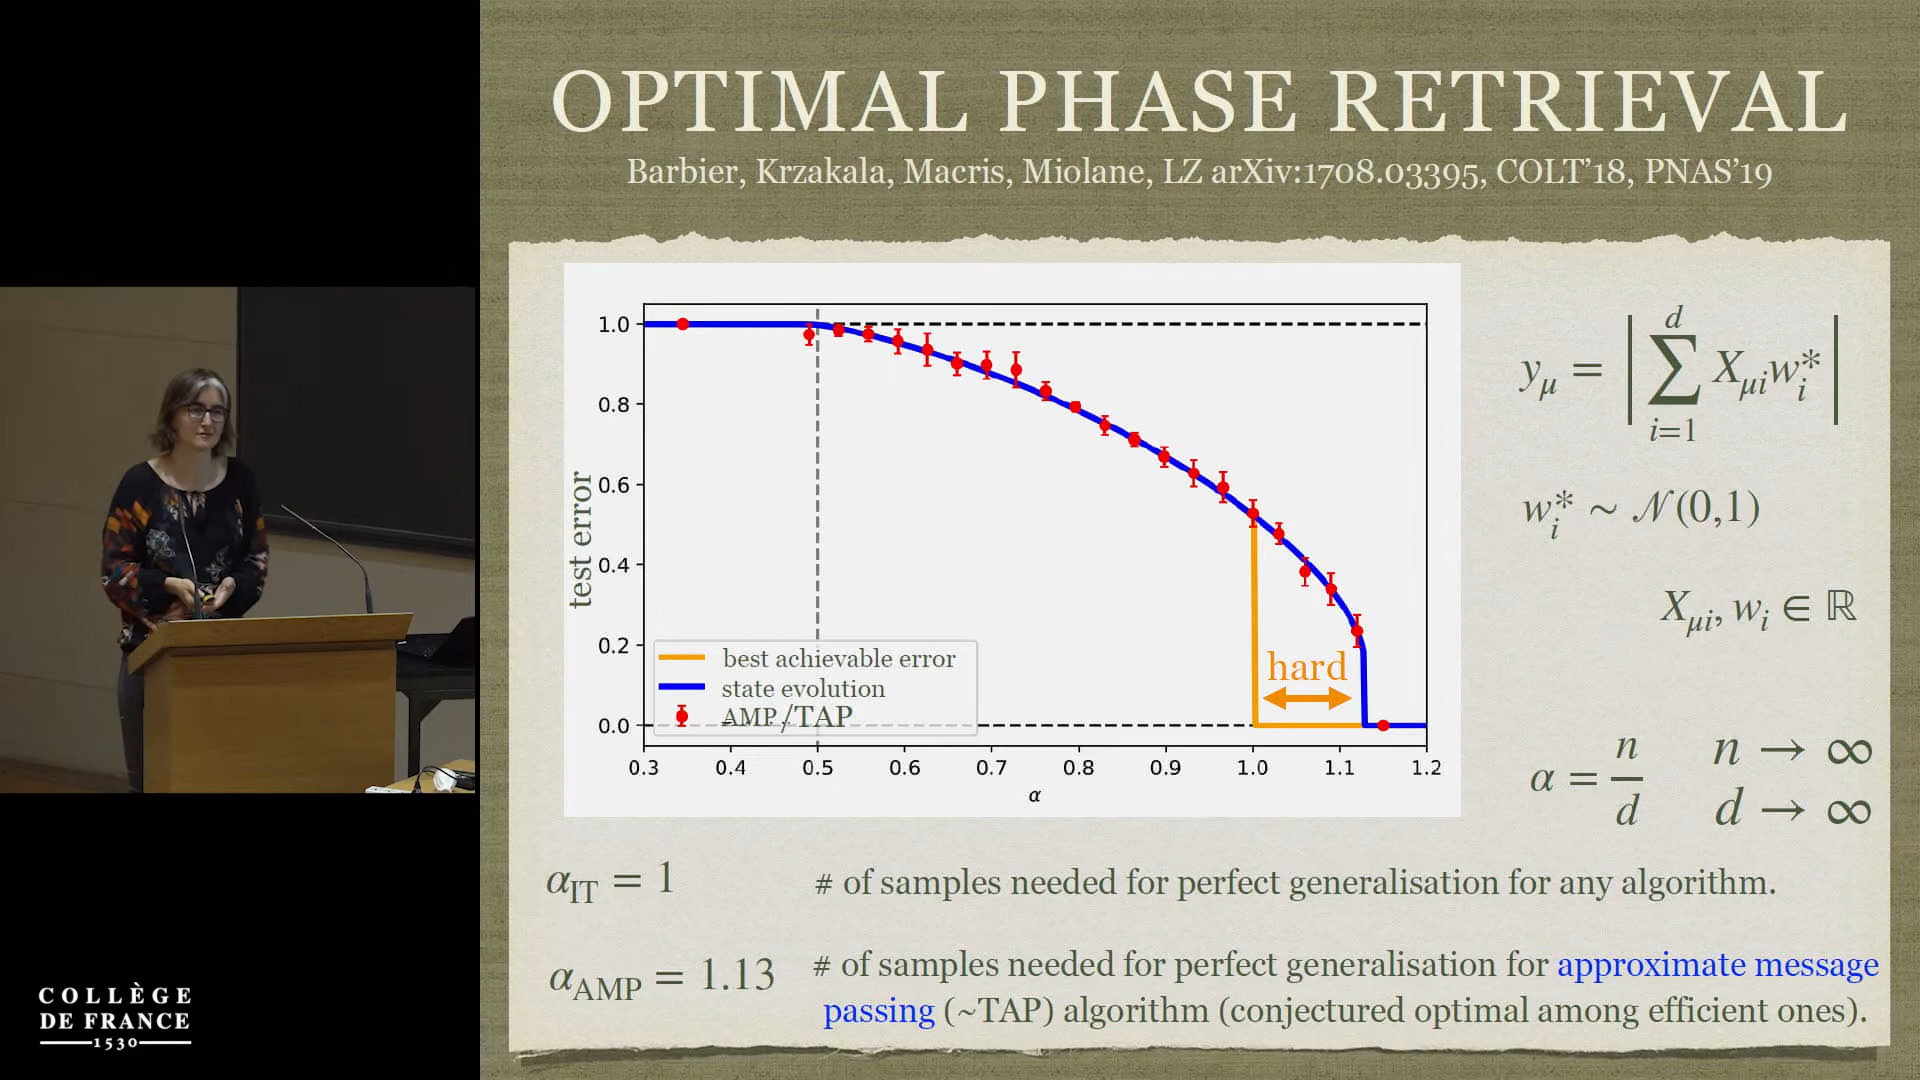 OPTIMAL PHASE RETRIEVAL
Barbier, Krzakala, Macris, Miolane, LZ arXiv:1708.03395, COLT'18, PNAS'19
test error
1.0
0.8
0.6
0.4
0.2
0.0
hard
best achievable error
state evolution
AMP/TAP
0.3 0.4 0.5 0.6 0.7 0.8 0.9 1.0 1.1 1.2
α
y_μ = | ∑_{i=1}^{d} X_{μi} w_i^* |
w_i^* ~ 𝒩(0,1)
X_{μi}, w_i ∈ ℝ
α = n/d n → ∞
d → ∞
α_IT = 1 # of samples needed for perfect generalisation for any algorithm.
α_AMP = 1.13 # of samples needed for perfect generalisation for approximate message
passing (~TAP) algorithm (conjectured optimal among efficient ones).
COLLÈGE
DE FRANCE
1530